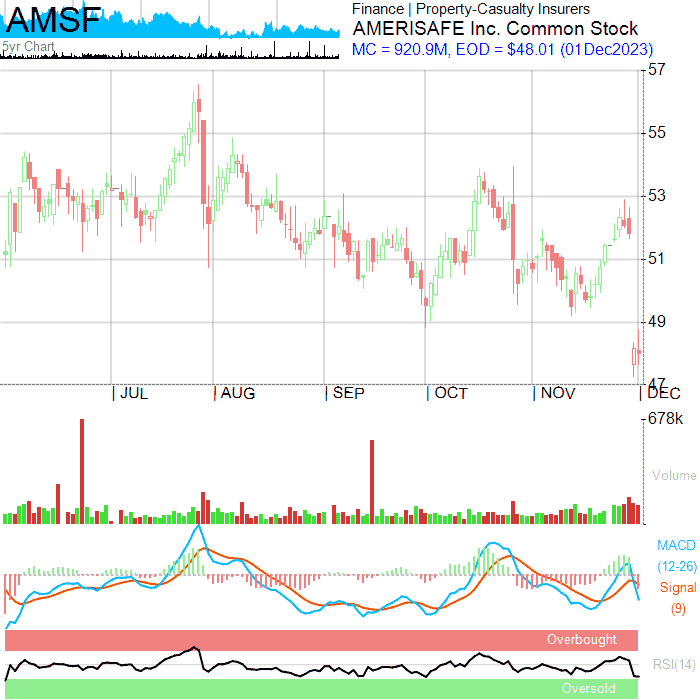 AMSF
5yr Chart
Finance | Property-Casualty Insurers
AMERISAFE Inc. Common Stock
MC = 920.9M, EOD = $48.01 (01Dec2023)
57
55
53
51
49
47
JUL
AUG
SEP
OCT
NOV
DEC
678k
Volume
MACD
(12-26)
Signal
(9)
Overbought
RSI(14)
Oversold